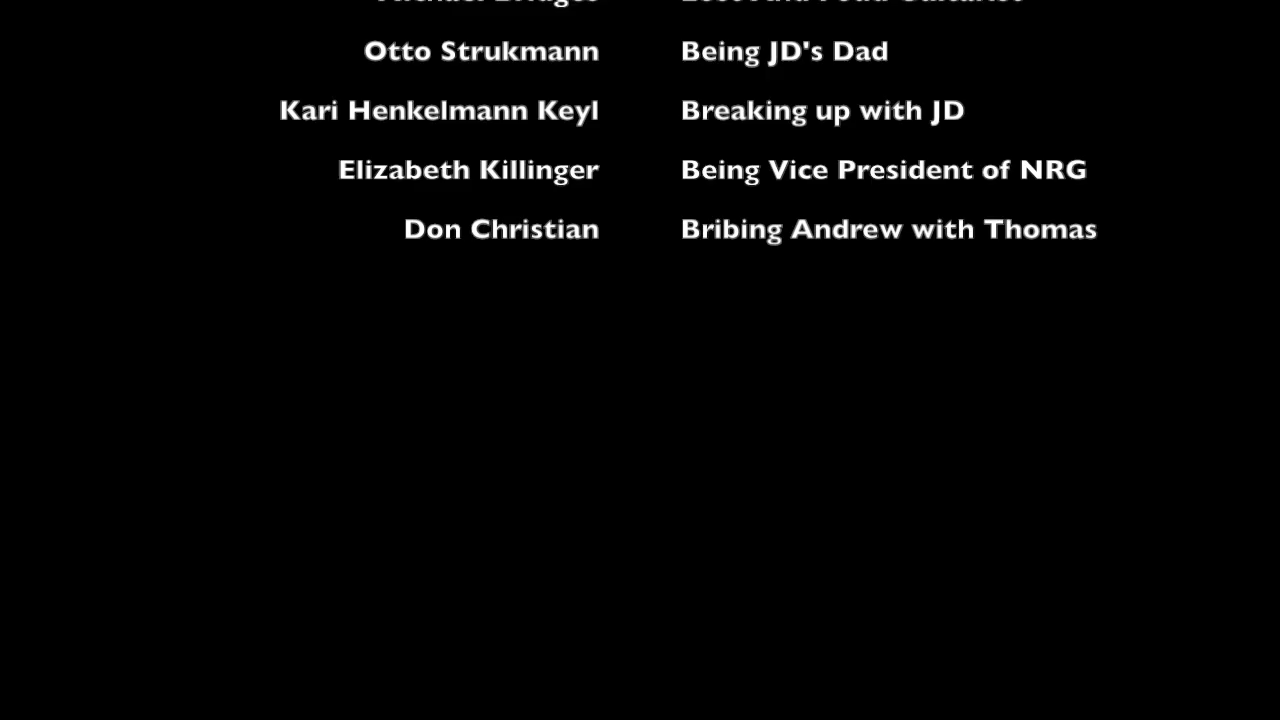 Otto Strukmann Being JD's Dad
Kari Henkelmann Keyl Breaking up with JD
Elizabeth Killinger Being Vice President of NRG
Don Christian Bribing Andrew with Thomas